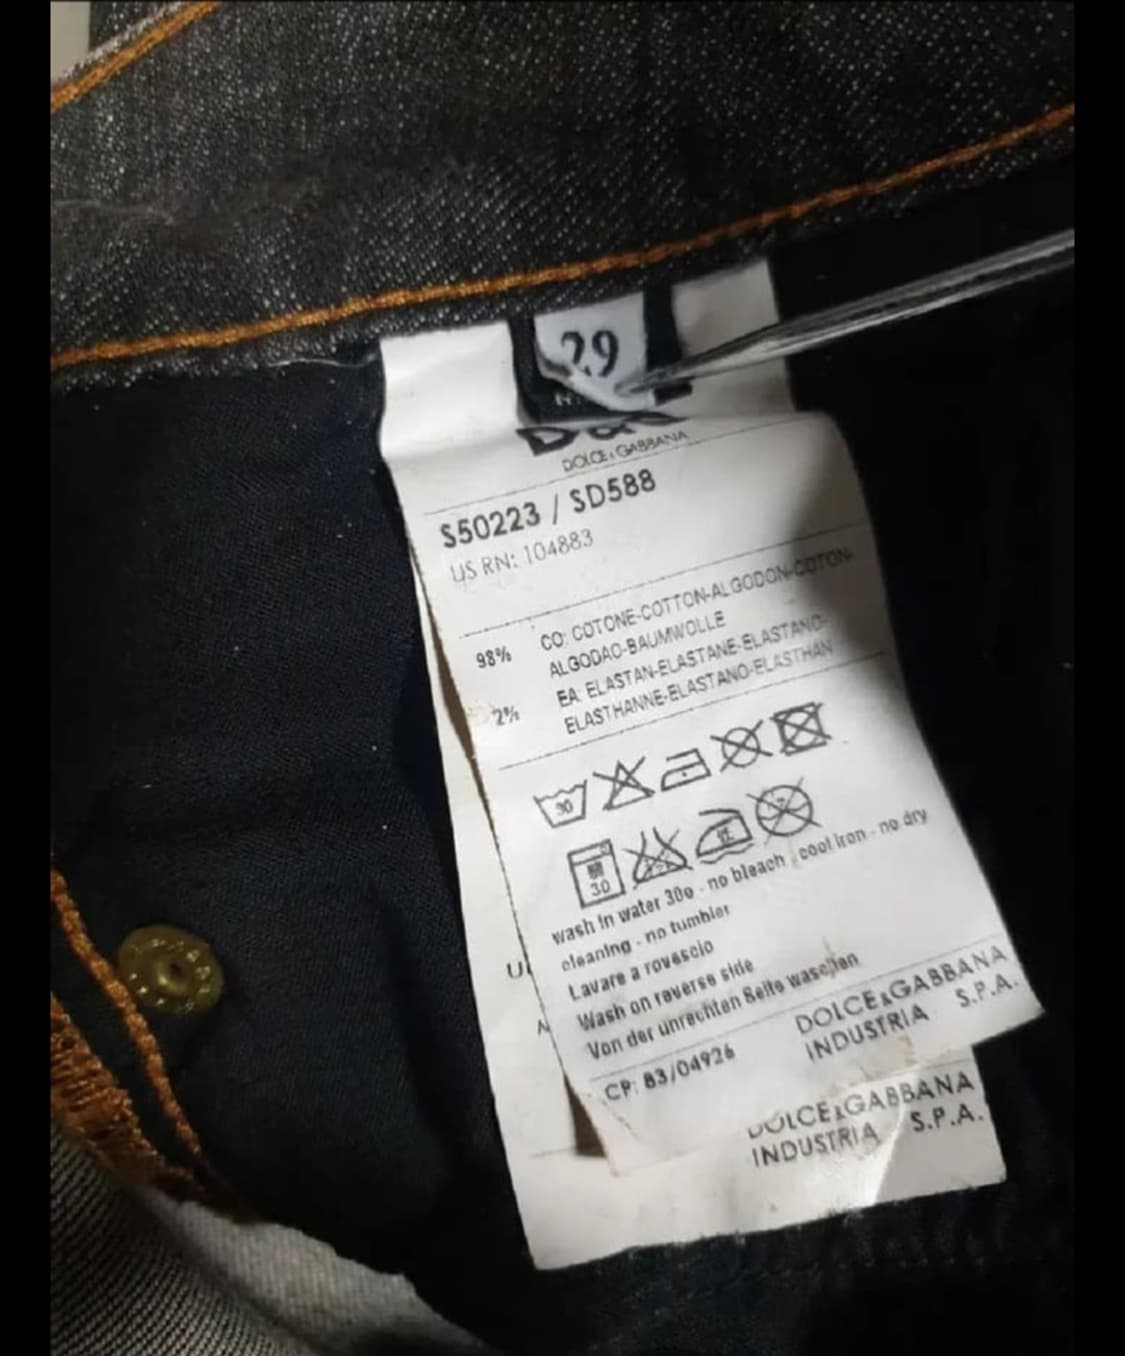 29
D&G
DOLCE & GABBANA
S50223 / SD588
US RN: 104883
98% CO: COTONE-COTTON-ALGODON-COTON-
ALGODAO-BAUMWOLLE
2% EA: ELASTAN-ELASTANE-ELASTANO-
ELASTHANNE-ELASTANO-ELASTHAN
30
30
wash in water 30o - no bleach - cool iron - no dry
cleaning - no tumbler
Lavare a rovescio
Wash on reverse side
Von der unrechten Seite waschen
DOLCE&GABBANA
INDUSTRIA S.P.A.
CP: 83/04926
DOLCE&GABBANA
INDUSTRIA S.P.A.